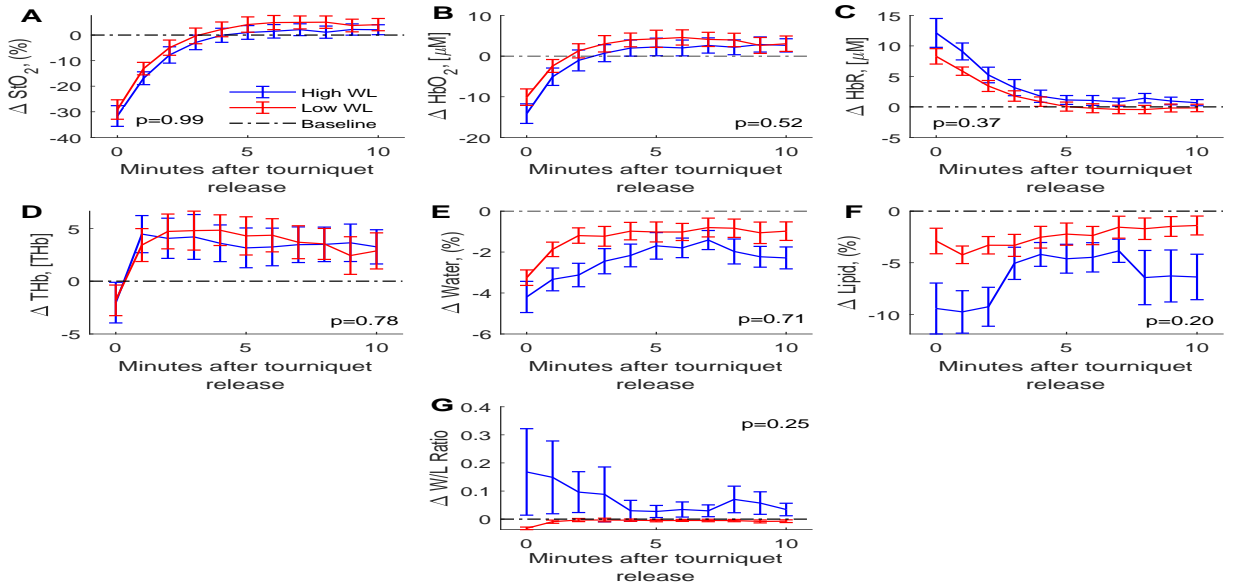 A
Δ StO2, (%)
0
-10
-20
-30
-40
High WL
Low WL
Baseline
p=0.99
0 5 10
Minutes after tourniquet
release
B
Δ HbO2, [μM]
20
10
0
-10
-20
p=0.52
0 5 10
Minutes after tourniquet
release
C
Δ HbR, [μM]
15
10
5
0
-5
p=0.37
0 5 10
Minutes after tourniquet
release
D
Δ THb, [THb]
5
0
-5
p=0.78
0 5 10
Minutes after tourniquet
release
E
Δ Water, (%)
0
-2
-4
-6
p=0.71
0 5 10
Minutes after tourniquet
release
F
Δ Lipid, (%)
0
-5
-10
p=0.20
0 5 10
Minutes after tourniquet
release
G
Δ W/L Ratio
0.4
0.3
0.2
0.1
0
p=0.25
0 5 10
Minutes after tourniquet
release